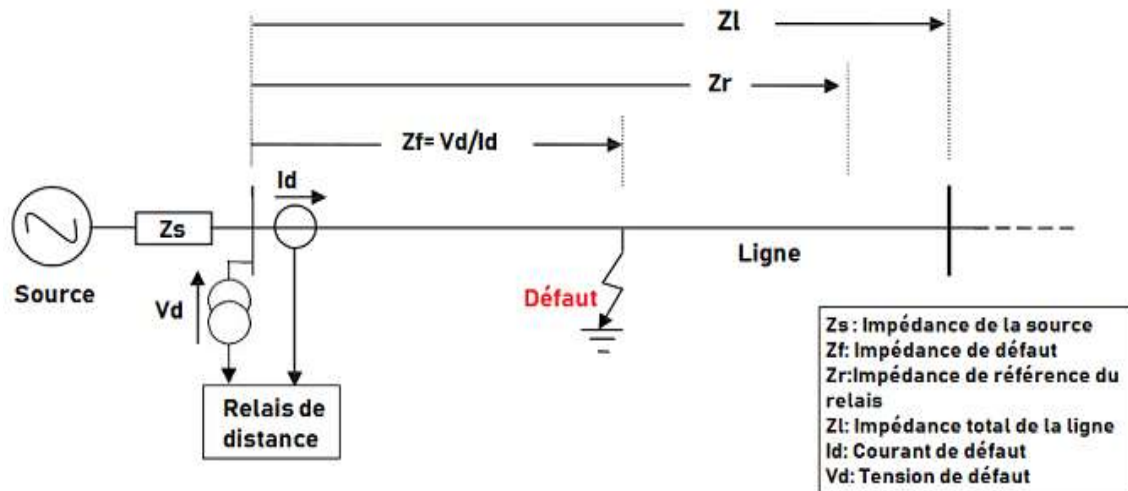 Zl
Zr
Zf= Vd/Id
Id
Zs
Source
Vd
Ligne
Défaut
Relais de
distance
Zs : Impédance de la source
Zf: Impédance de défaut
Zr:Impédance de référence du
relais
Zl: Impédance total de la ligne
Id: Courant de défaut
Vd: Tension de défaut